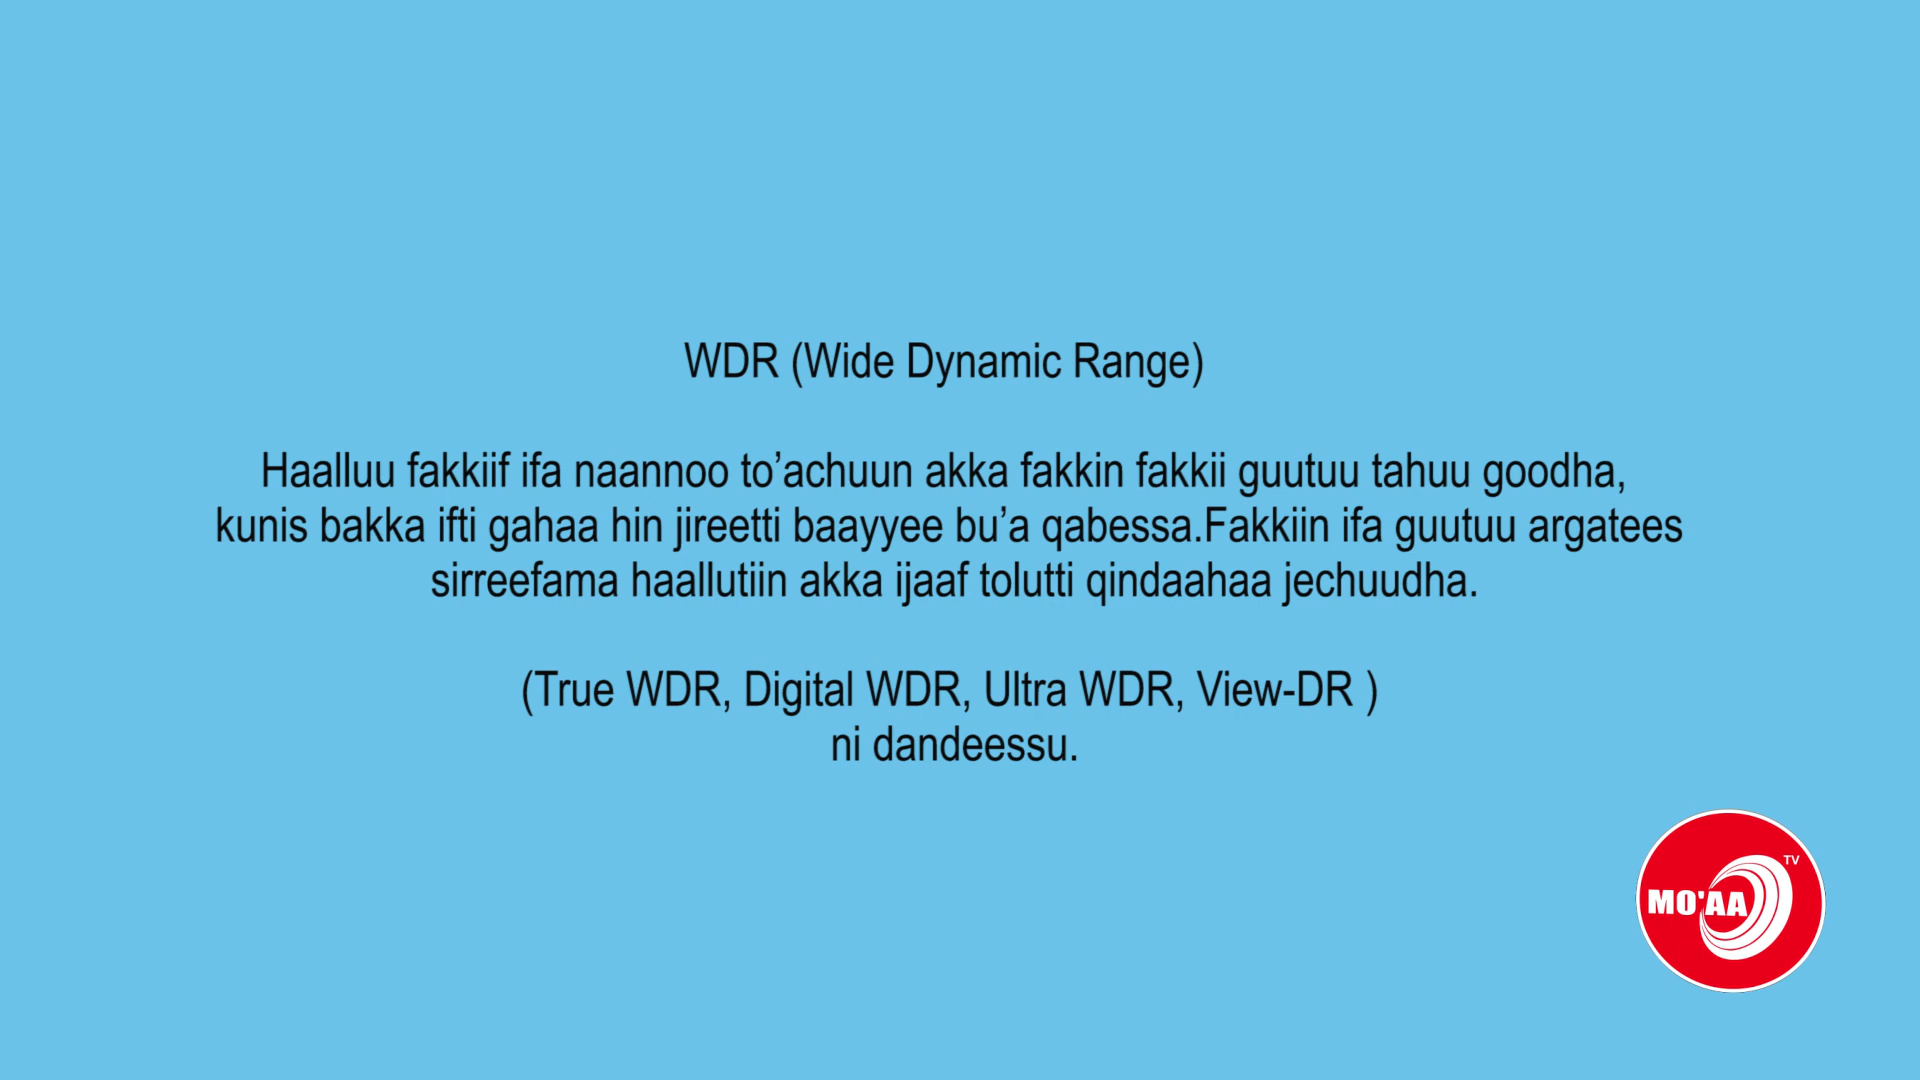 WDR (Wide Dynamic Range)
Haalluu fakkiif ifa naannoo to’achuun akka fakkin fakkii guutuu tahuu goodha,
kunis bakka ifti gahaa hin jireetti baayyee bu’a qabessa.Fakkiin ifa guutuu argatees
sirreefama haallutiin akka ijaaf tolutti qindaahaa jechuudha.
(True WDR, Digital WDR, Ultra WDR, View-DR )
ni dandeessu.
TV
MO'AA